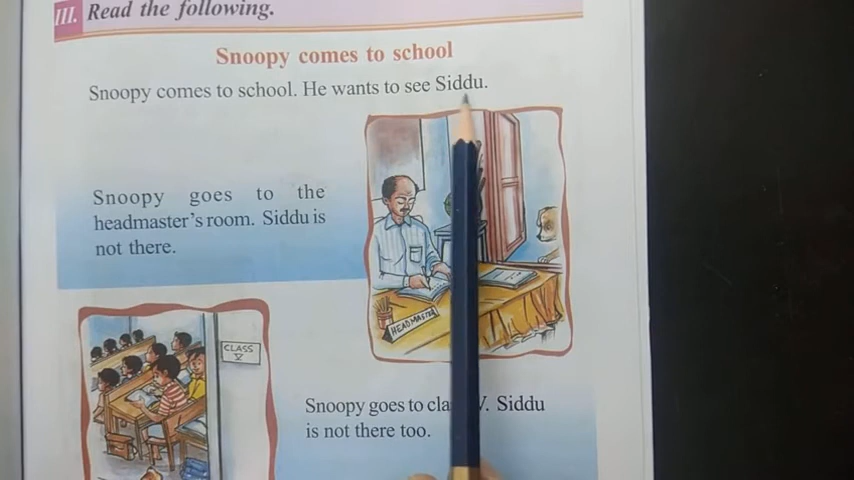 III. Read the following.
Snoopy comes to school
Snoopy comes to school. He wants to see Siddu.
Snoopy goes to the
headmaster's room. Siddu is
not there.
HEADMASTER
CLASS
V
Snoopy goes to V. Siddu
is not there too.